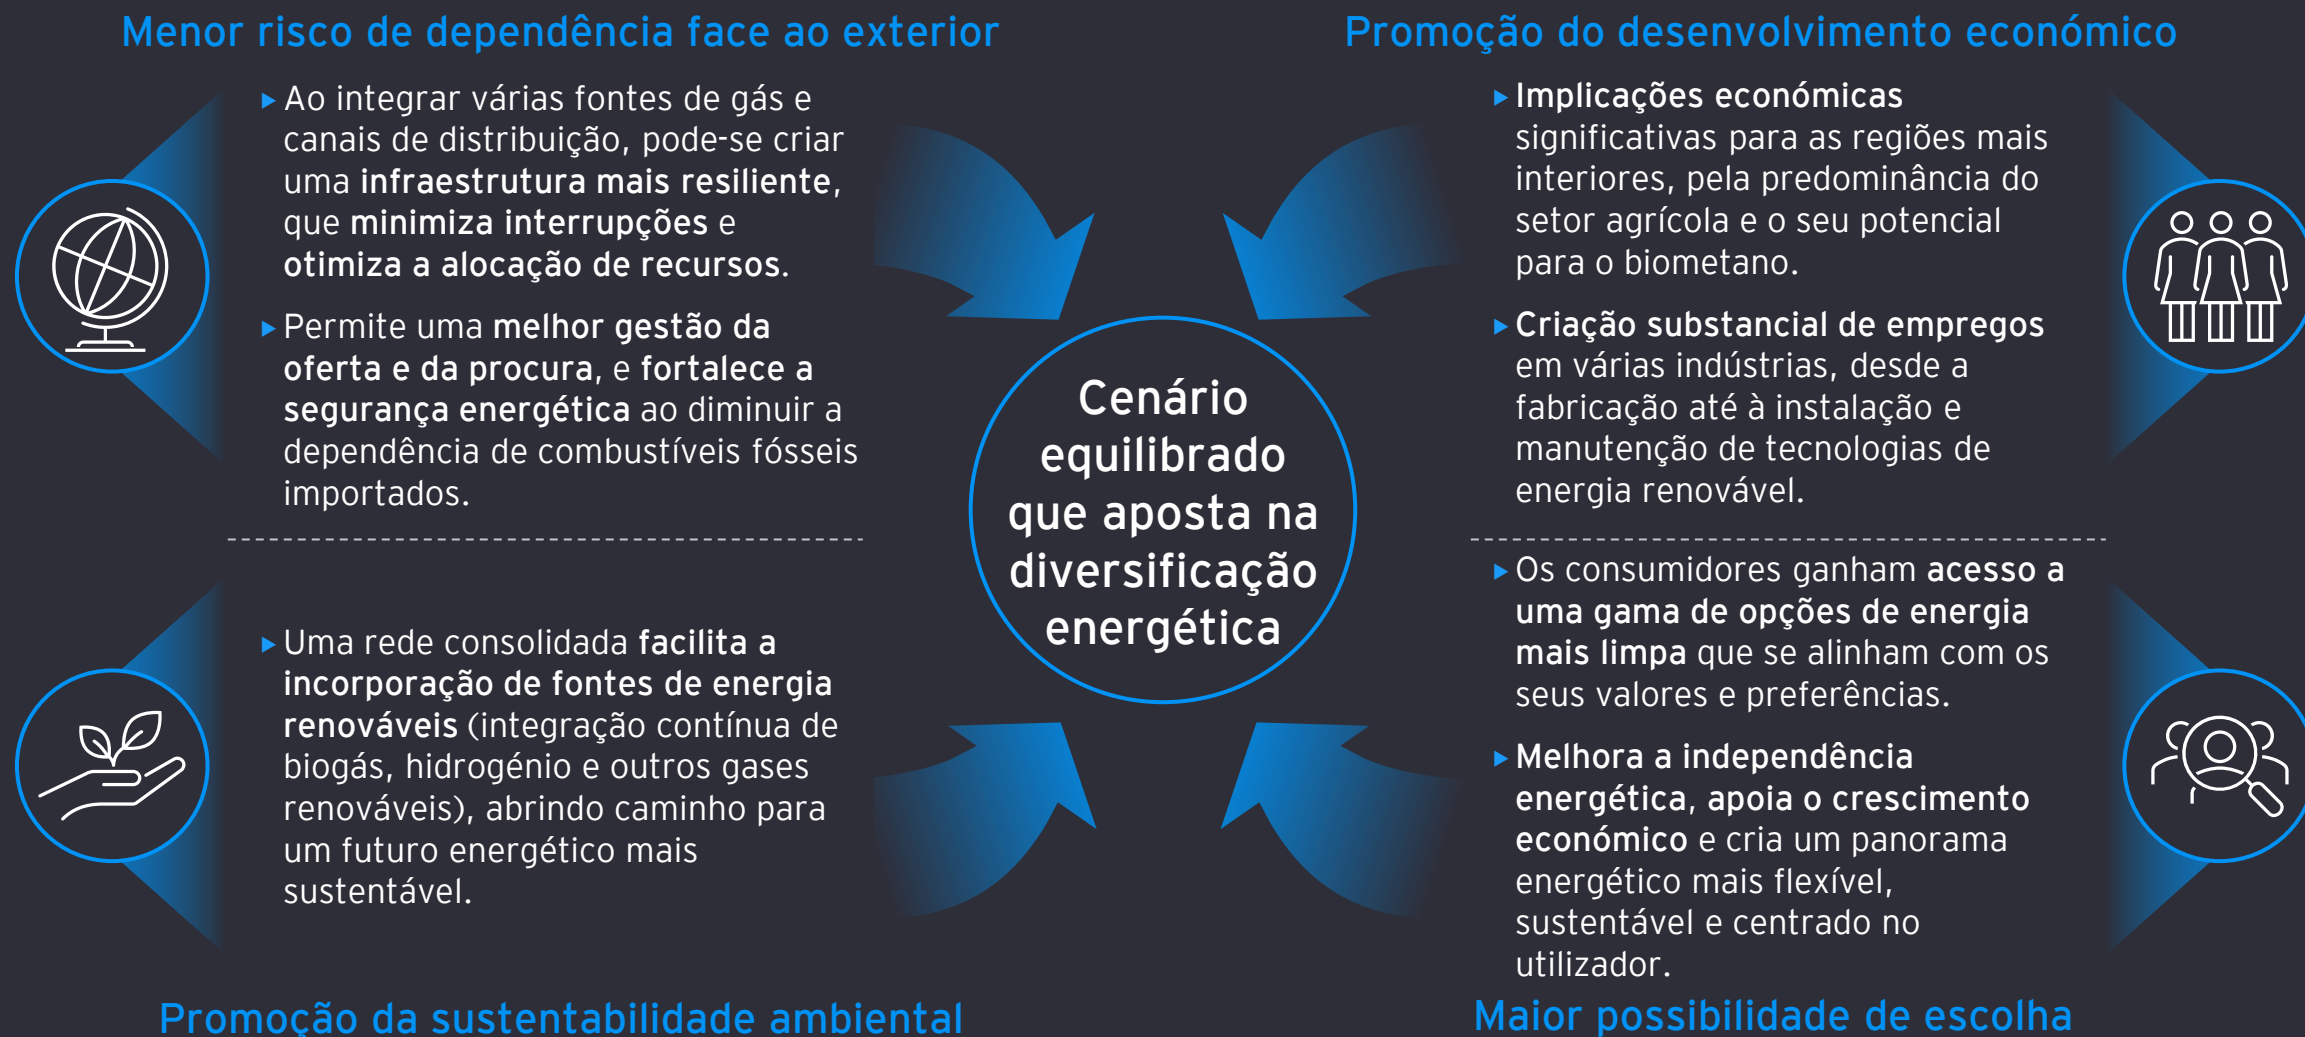 Menor risco de dependência face ao exterior
▸ Ao integrar várias fontes de gás e
canais de distribuição, pode-se criar
uma infraestrutura mais resiliente,
que minimiza interrupções e
otimiza a alocação de recursos.
▸ Permite uma melhor gestão da
oferta e da procura, e fortalece a
segurança energética ao diminuir a
dependência de combustíveis fósseis
importados.
Promoção do desenvolvimento económico
▸ Implicações económicas
significativas para as regiões mais
interiores, pela predominância do
setor agrícola e o seu potencial
para o biometano.
▸ Criação substancial de empregos
em várias indústrias, desde a
fabricação até à instalação e
manutenção de tecnologias de
energia renovável.
Cenário
equilibrado
que aposta na
diversificação
energética
▸ Uma rede consolidada facilita a
incorporação de fontes de energia
renováveis (integração contínua de
biogás, hidrogénio e outros gases
renováveis), abrindo caminho para
um futuro energético mais
sustentável.
Promoção da sustentabilidade ambiental
▸ Os consumidores ganham acesso a
uma gama de opções de energia
mais limpa que se alinham com os
seus valores e preferências.
▸ Melhora a independência
energética, apoia o crescimento
económico e cria um panorama
energético mais flexível,
sustentável e centrado no
utilizador.
Maior possibilidade de escolha